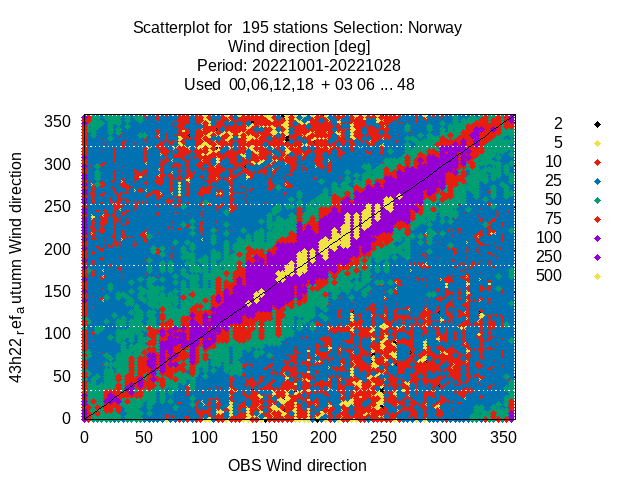 Scatterplot for  195 stations Selection: Norway
Wind direction [deg]
Period: 20221001-20221028
Used  00,06,12,18  + 03 06 ... 48
43h22_ref_autumn Wind direction
350
300
250
200
150
100
50
0
0 50 100 150 200 250 300 350
OBS Wind direction
2
5
10
25
50
75
100
250
500